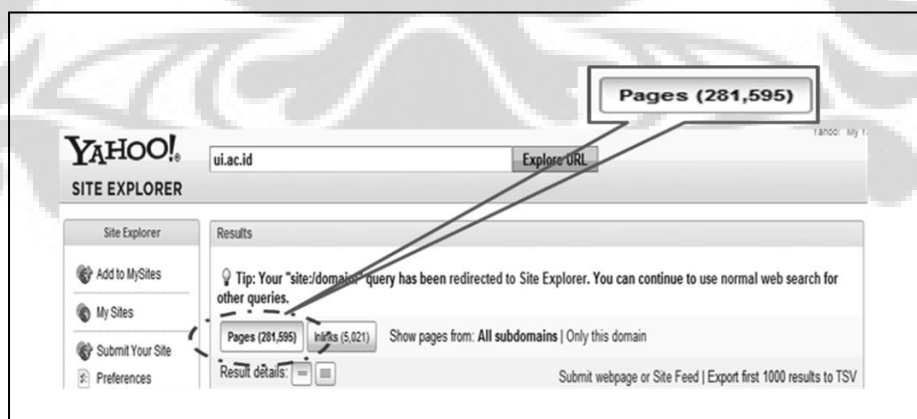 Pages (281,595)
Yahoo! My
YAHOO!
ui.ac.id
Explore URL
SITE EXPLORER
Site Explorer
Results
Add to MySites
My Sites
Submit Your Site
Preferences
Tip: Your "site:/domain:" query has been redirected to Site Explorer. You can continue to use normal web search for
other queries.
Pages (281,595)
Inlinks (5,021)
Show pages from: All subdomains | Only this domain
Result details:
Submit webpage or Site Feed | Export first 1000 results to TSV